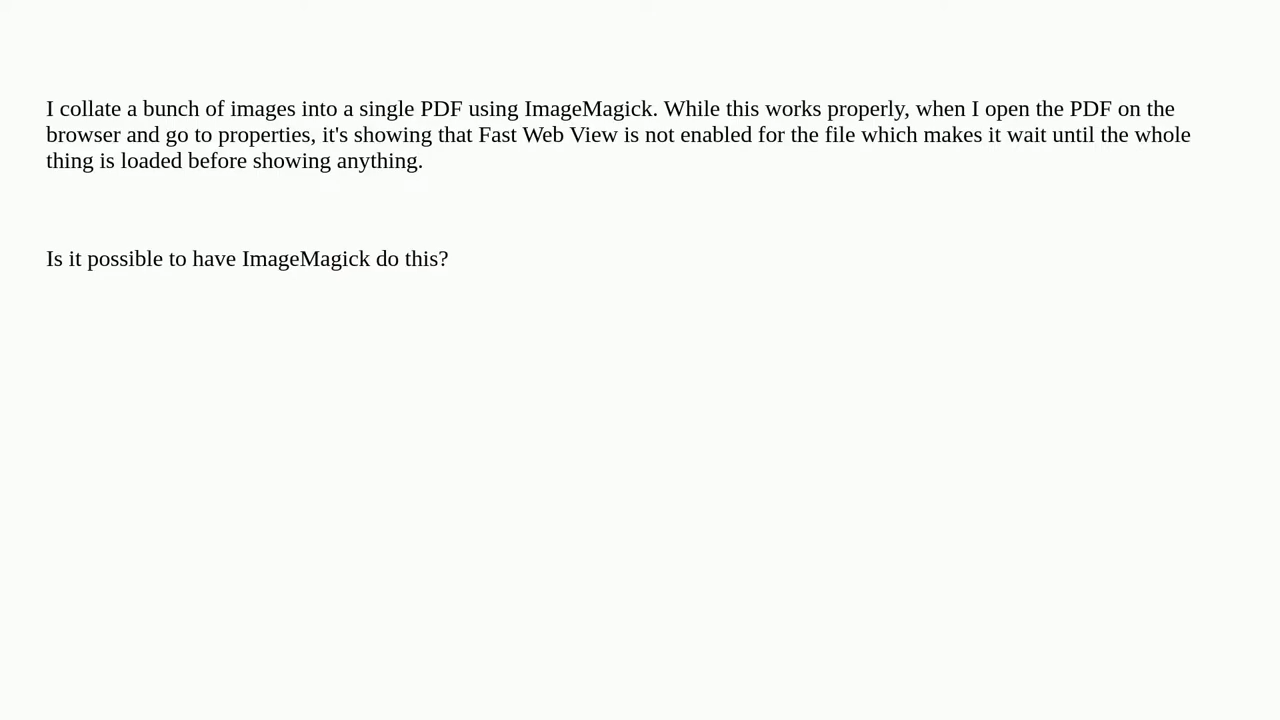 I collate a bunch of images into a single PDF using ImageMagick. While this works properly, when I open the PDF on the
browser and go to properties, it's showing that Fast Web View is not enabled for the file which makes it wait until the whole
thing is loaded before showing anything.
Is it possible to have ImageMagick do this?